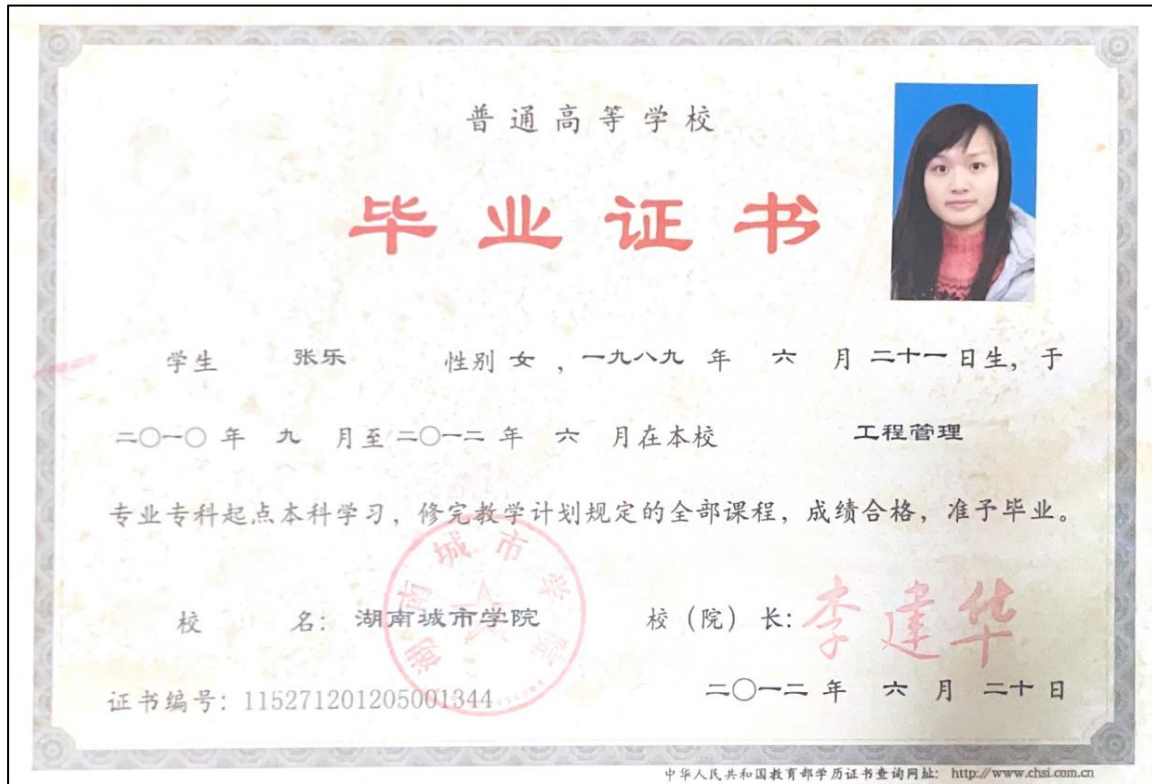 普通高等学校
毕业证书
学生 张乐 性别 女 ,一九八九 年 六 月 二十一 日生, 于
二〇一〇 年 九 月至 二〇一二 年 六 月在本校 工程管理
专业专科起点本科学习, 修完教学计划规定的全部课程, 成绩合格, 准予毕业。
湖南城市学院
校 名: 湖南城市学院 校(院)长: 李建华
证书编号: 115271201205001344 二〇一二 年 六 月 二十 日
中华人民共和国教育部学历证书查询网址: http://www.chsi.com.cn